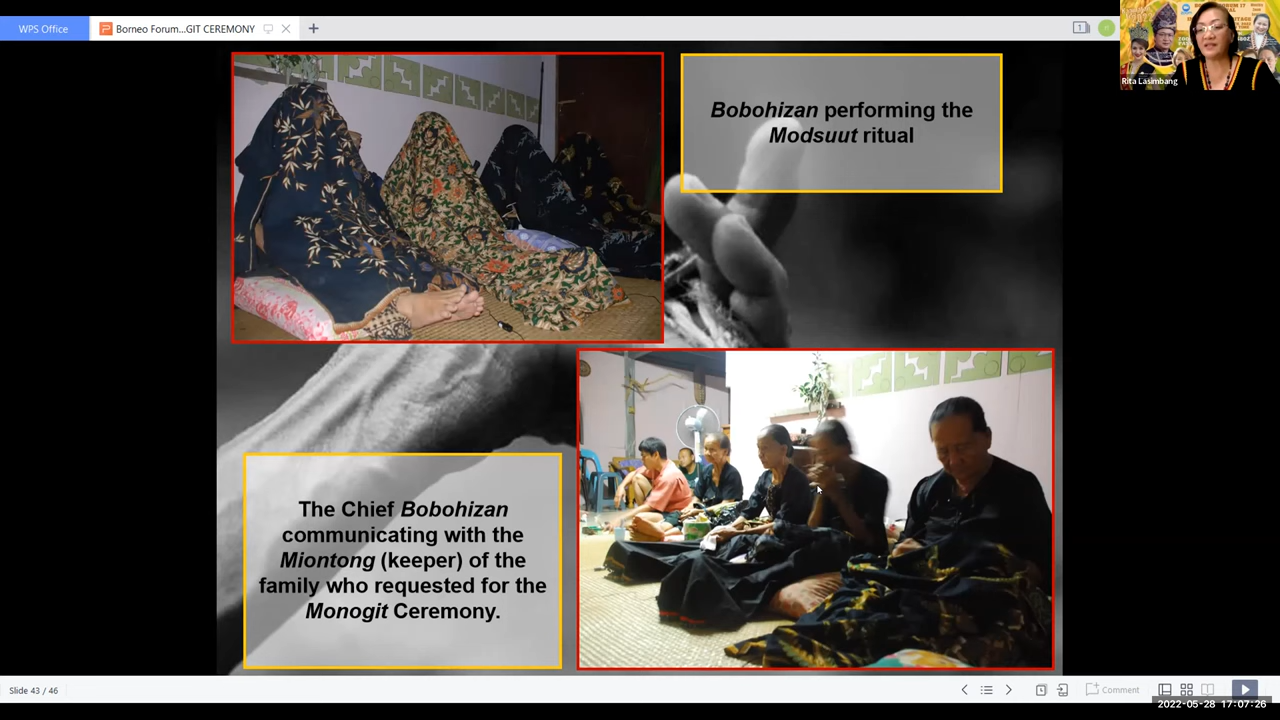 WPS Office
Borneo Forum...GIT CEREMONY
1
Rita Lasimbang
Bobohizan performing the
Modsuut ritual
The Chief Bobohizan
communicating with the
Miontong (keeper) of the
family who requested for the
Monogit Ceremony.
Slide 43 / 46
Comment
2022-05-28 17:07:26